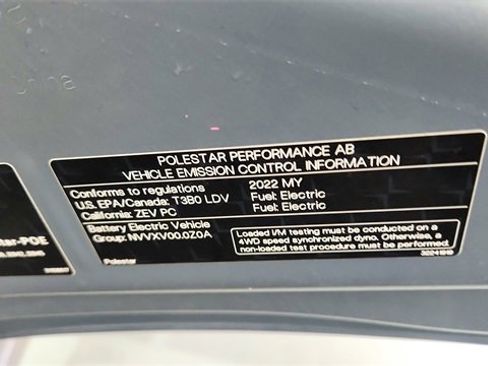 China
POLESTAR PERFORMANCE AB
VEHICLE EMISSION CONTROL INFORMATION
Conforms to regulations 2022 MY
U.S. EPA/Canada: T3B0 LDV Fuel: Electric
California: ZEV PC Fuel: Electric
Battery Electric Vehicle
Group: NVVXV00.0Z0A
Loaded I/M testing must be conducted on a
4WD speed synchronized dyno. Otherwise, a
non-loaded test procedure must be performed.
Polestar